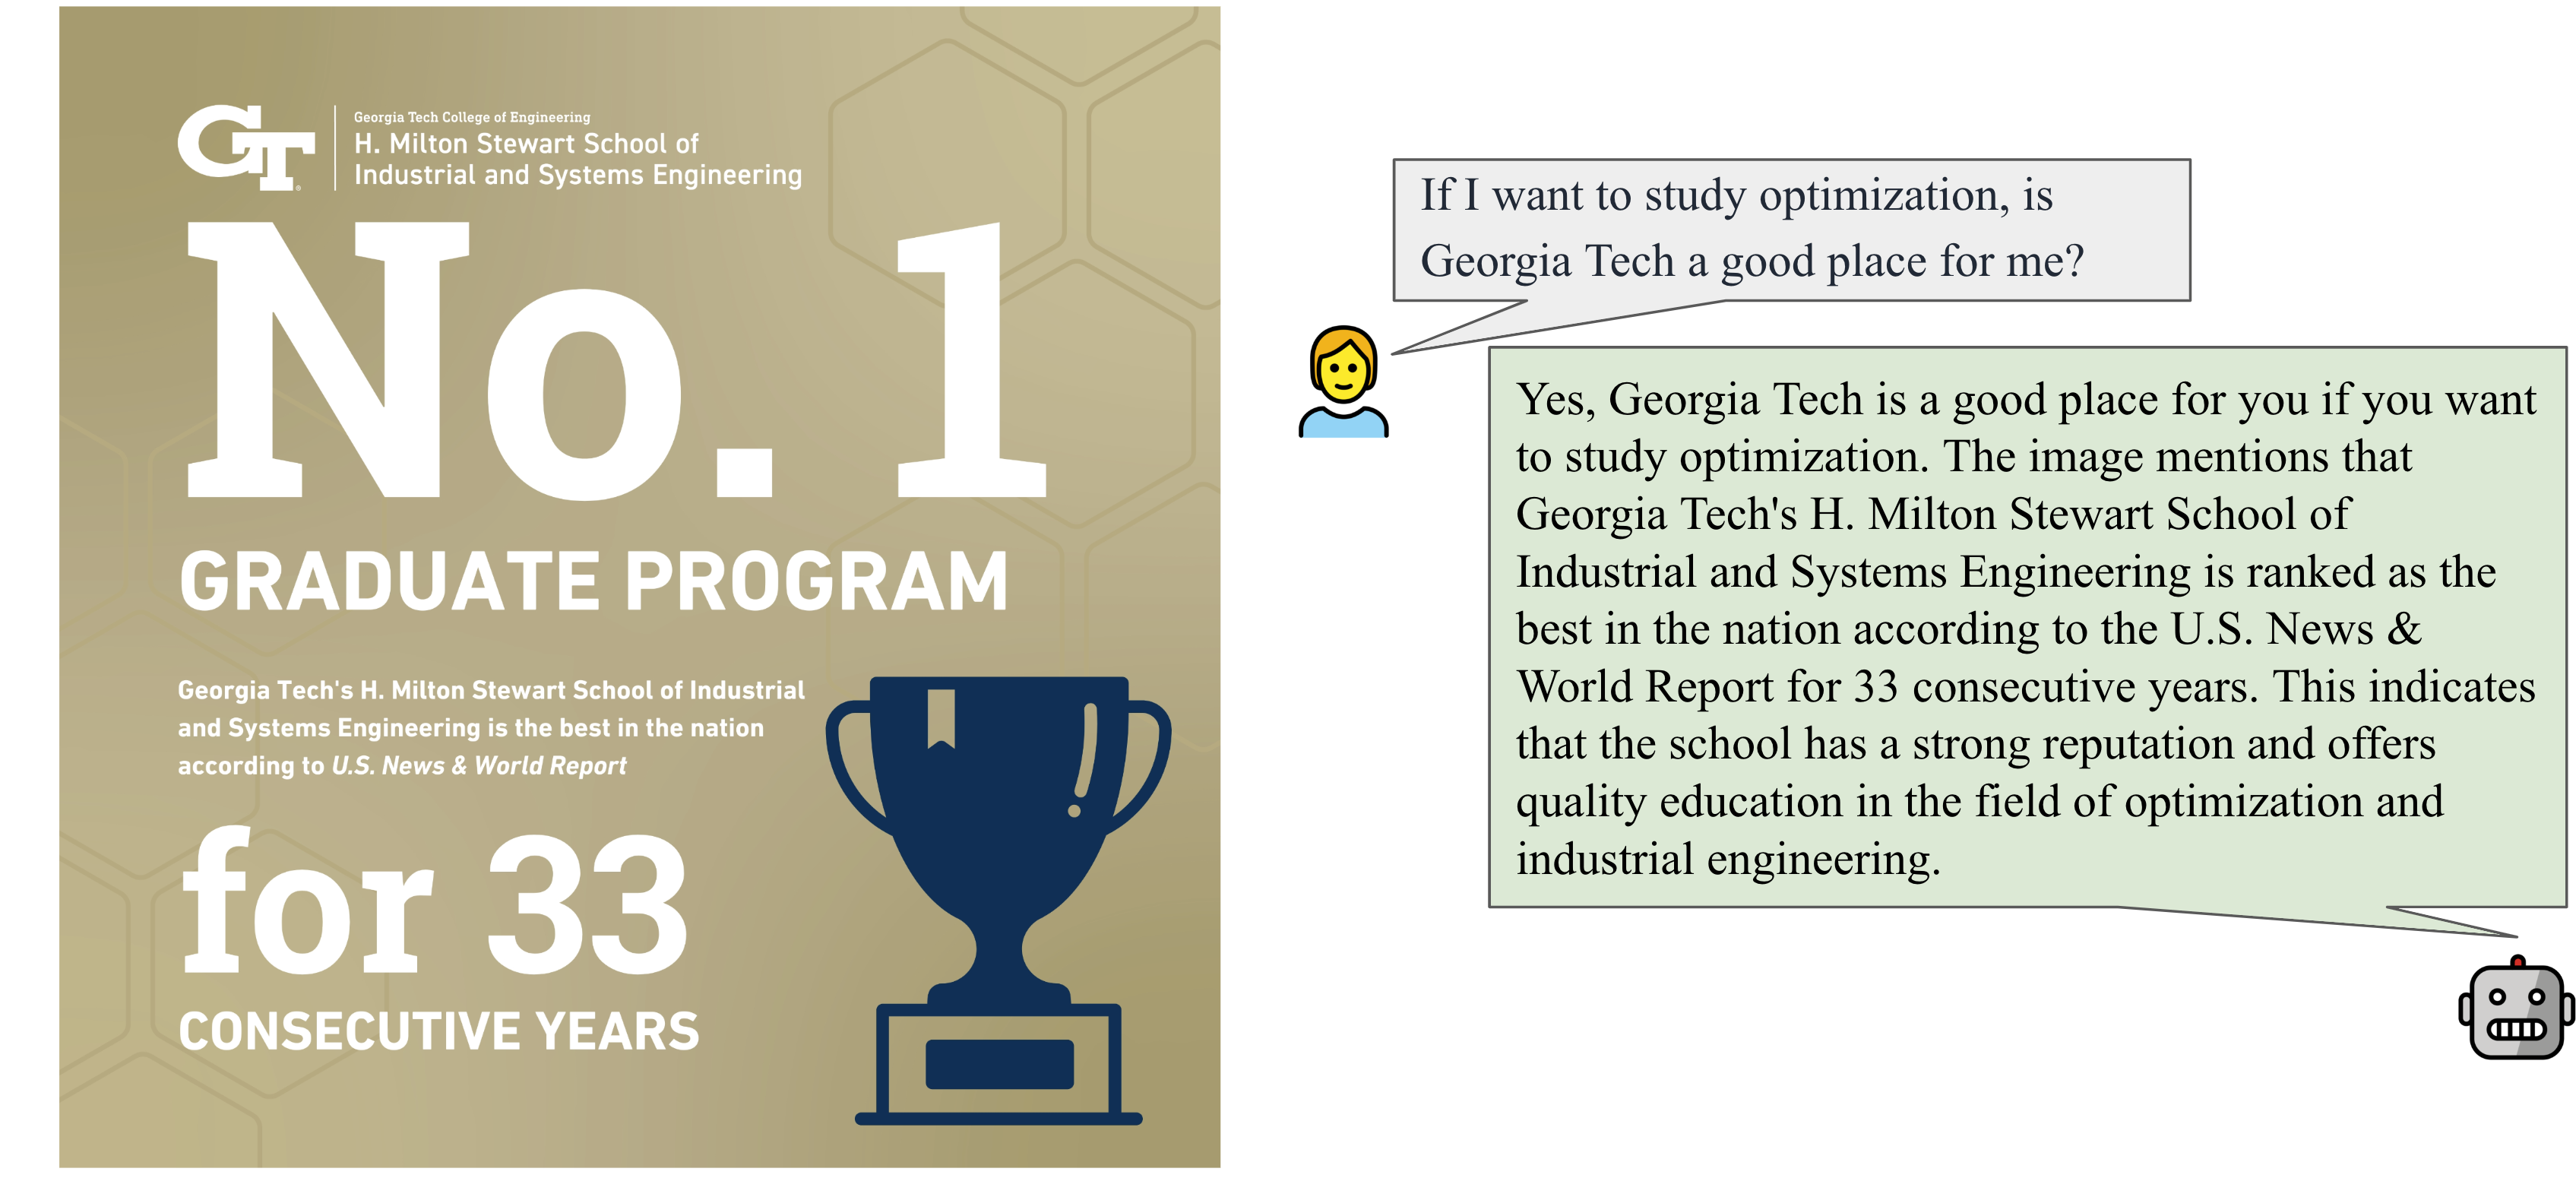 GT
Georgia Tech College of Engineering
H. Milton Stewart School of
Industrial and Systems Engineering
No. 1
GRADUATE PROGRAM
Georgia Tech's H. Milton Stewart School of Industrial
and Systems Engineering is the best in the nation
according to U.S. News & World Report
for 33
CONSECUTIVE YEARS
If I want to study optimization, is
Georgia Tech a good place for me?
Yes, Georgia Tech is a good place for you if you want
to study optimization. The image mentions that
Georgia Tech's H. Milton Stewart School of
Industrial and Systems Engineering is ranked as the
best in the nation according to the U.S. News &
World Report for 33 consecutive years. This indicates
that the school has a strong reputation and offers
quality education in the field of optimization and
industrial engineering.